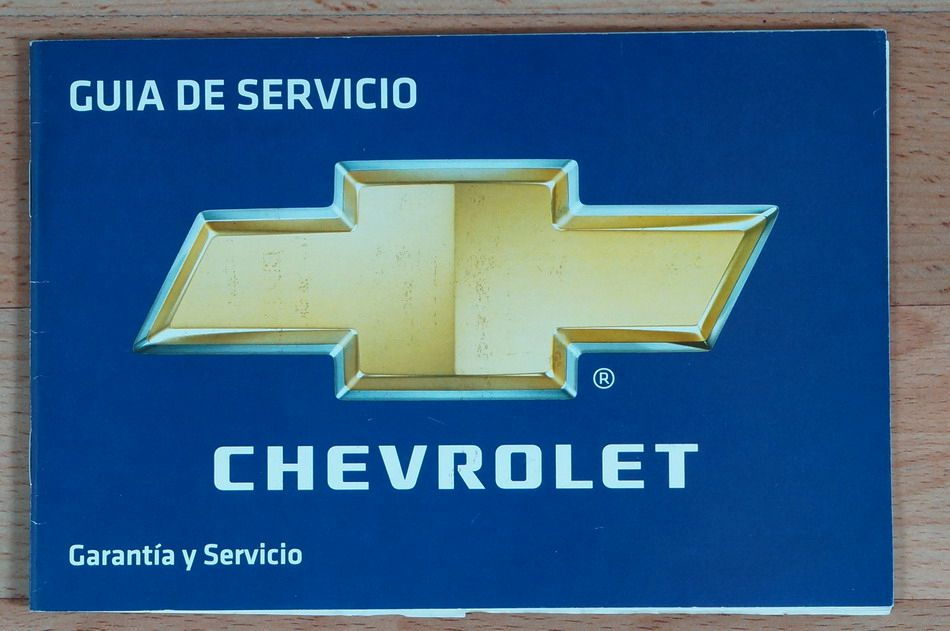 GUIA DE SERVICIO
®
CHEVROLET
Garantía y Servicio